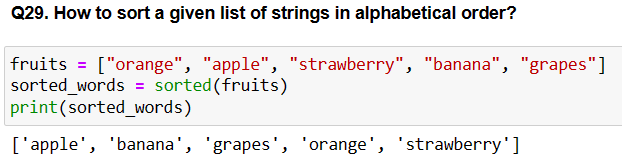 Q29. How to sort a given list of strings in alphabetical order?
fruits = ["orange", "apple", "strawberry", "banana", "grapes"]
sorted_words = sorted(fruits)
print(sorted_words)
['apple', 'banana', 'grapes', 'orange', 'strawberry']